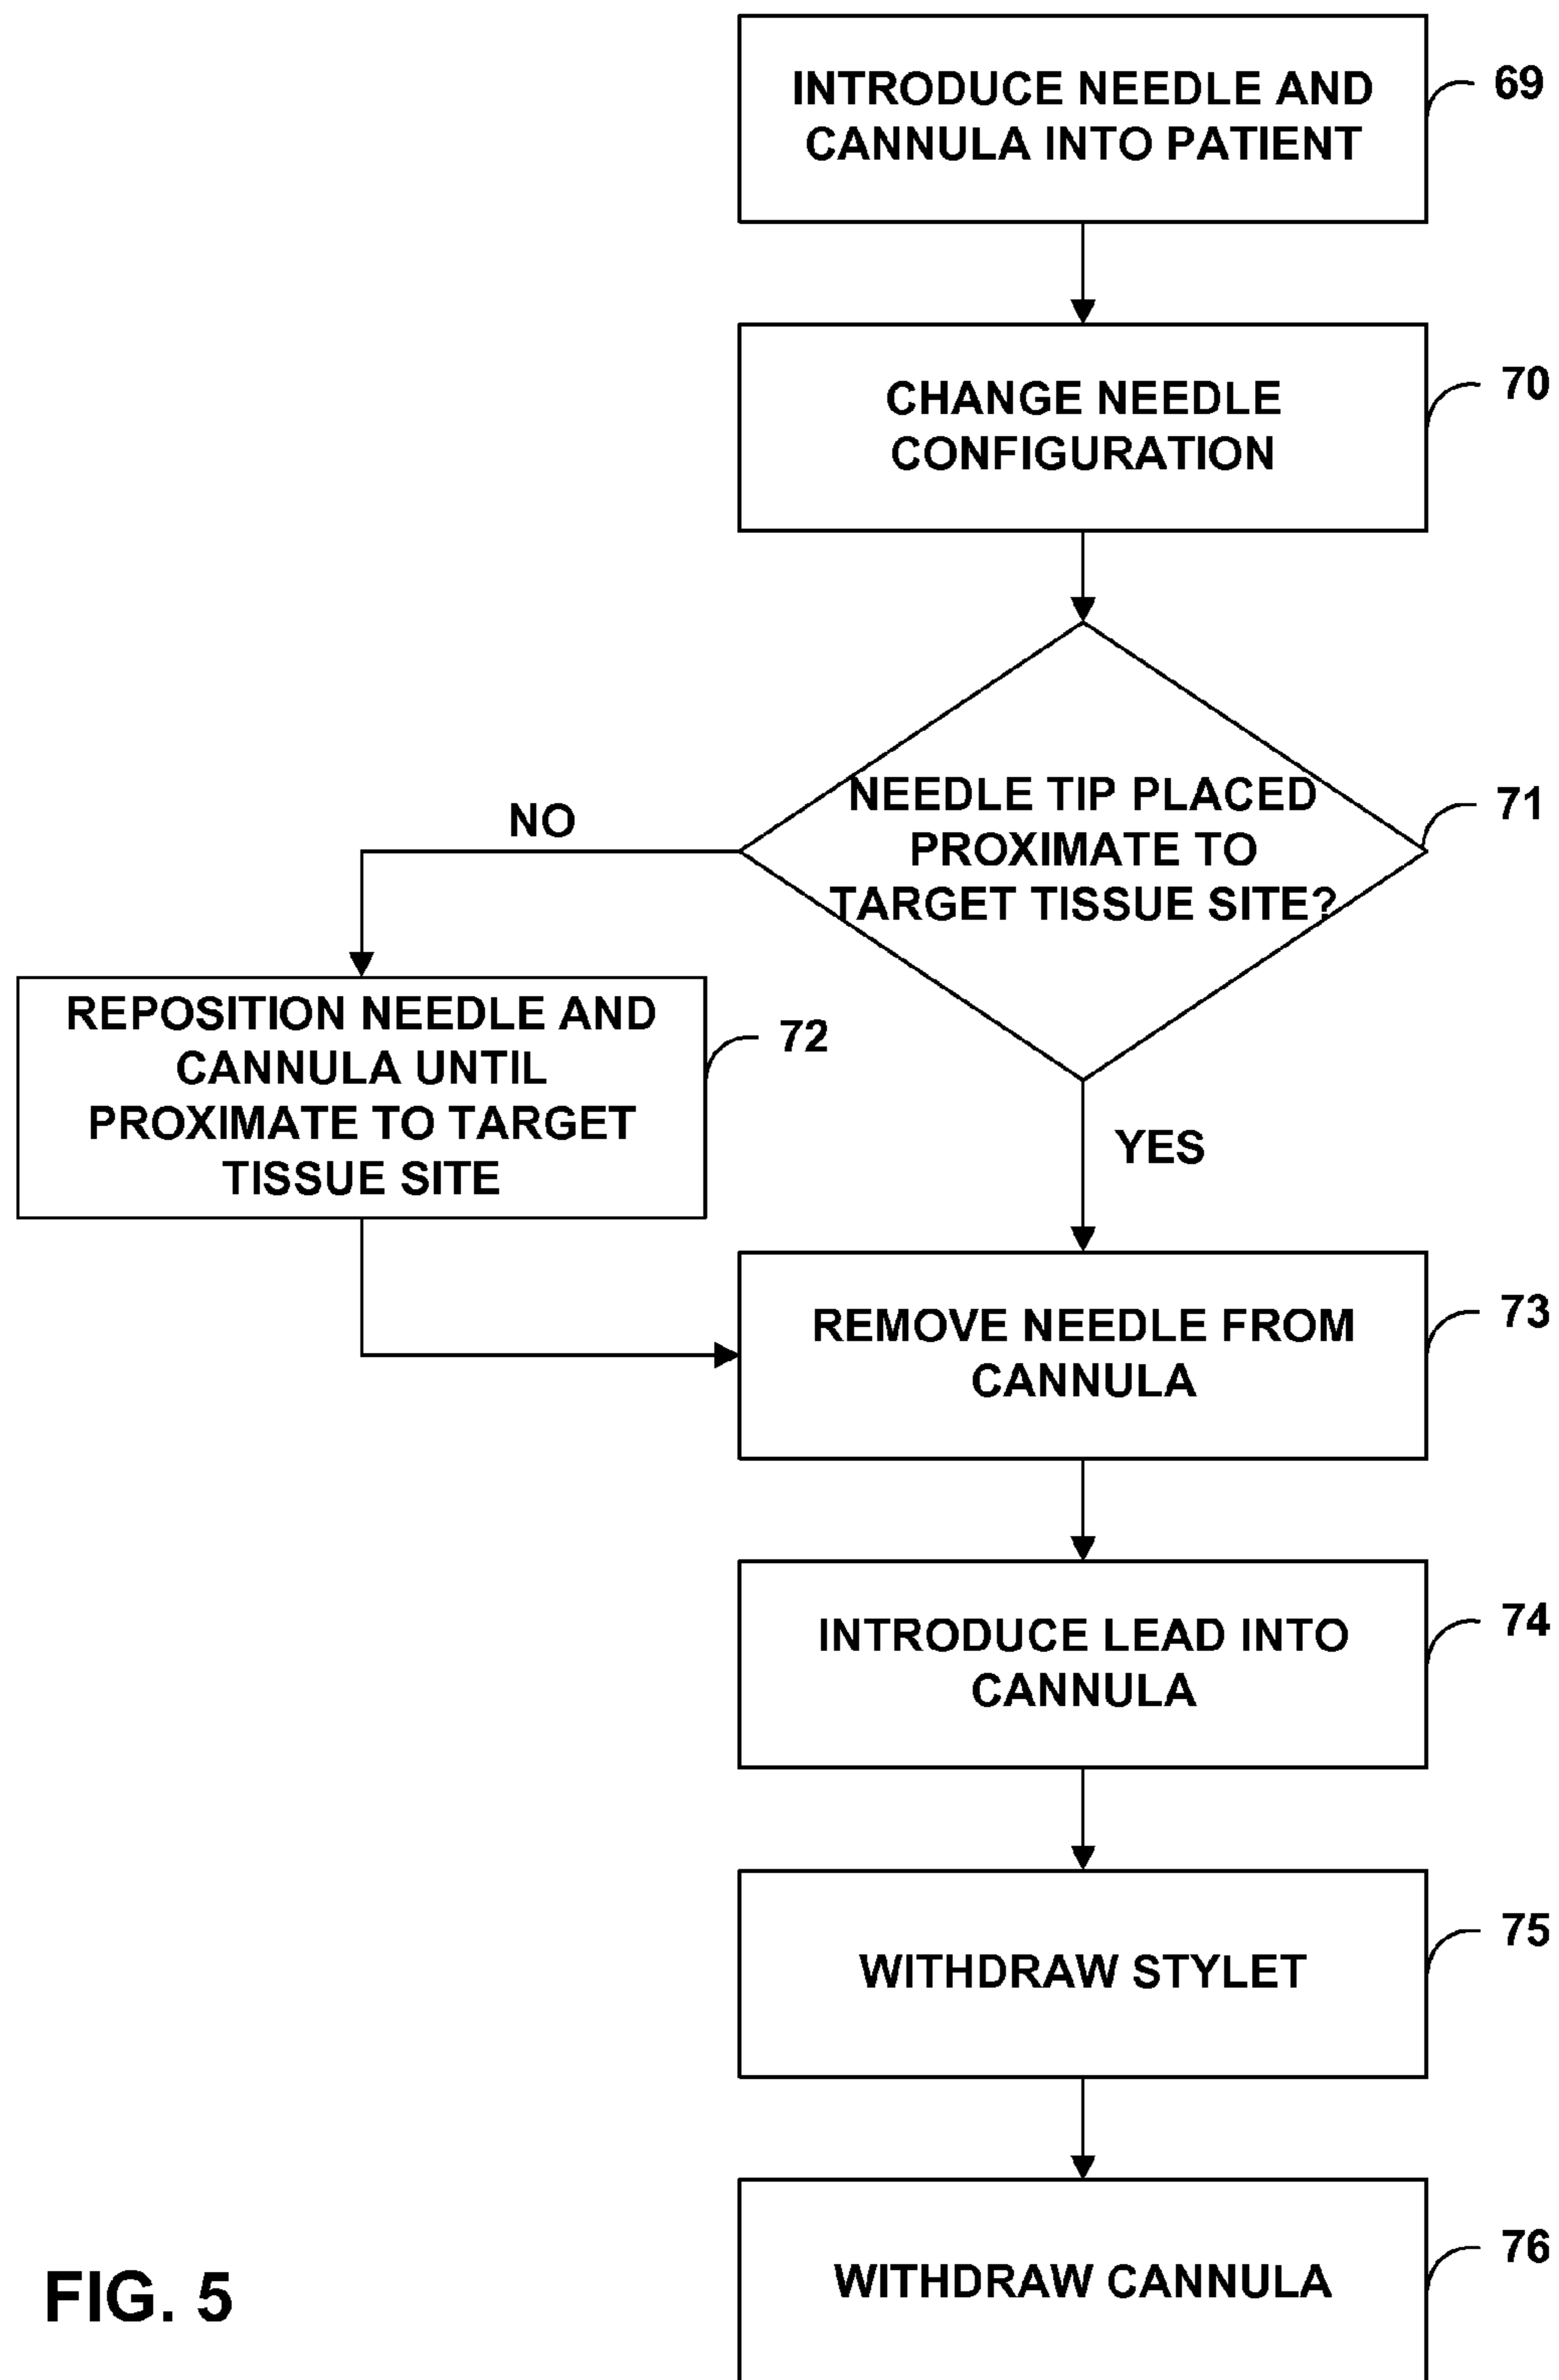 INTRODUCE NEEDLE AND
CANNULA INTO PATIENT
69
CHANGE NEEDLE
CONFIGURATION
70
NEEDLE TIP PLACED
PROXIMATE TO
TARGET TISSUE SITE?
71
NO
REPOSITION NEEDLE AND
CANNULA UNTIL
PROXIMATE TO TARGET
TISSUE SITE
72
YES
REMOVE NEEDLE FROM
CANNULA
73
INTRODUCE LEAD INTO
CANNULA
74
WITHDRAW STYLET
75
WITHDRAW CANNULA
76
FIG. 5